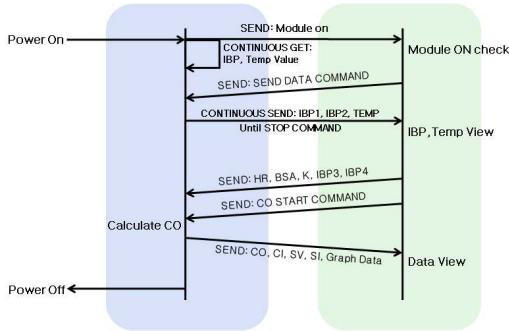 SEND: Module on
Power On
Module ON check
CONTINUOUS GET:
IBP, Temp Value
SEND: SEND DATA COMMAND
CONTINUOUS SEND: IBP1, IBP2, TEMP
Until STOP COMMAND
IBP,Temp View
SEND: HR, BSA, K, IBP3, IBP4
SEND: CO START COMMAND
Calculate CO
SEND: CO, CI, SV, SI, Graph Data
Data View
Power Off